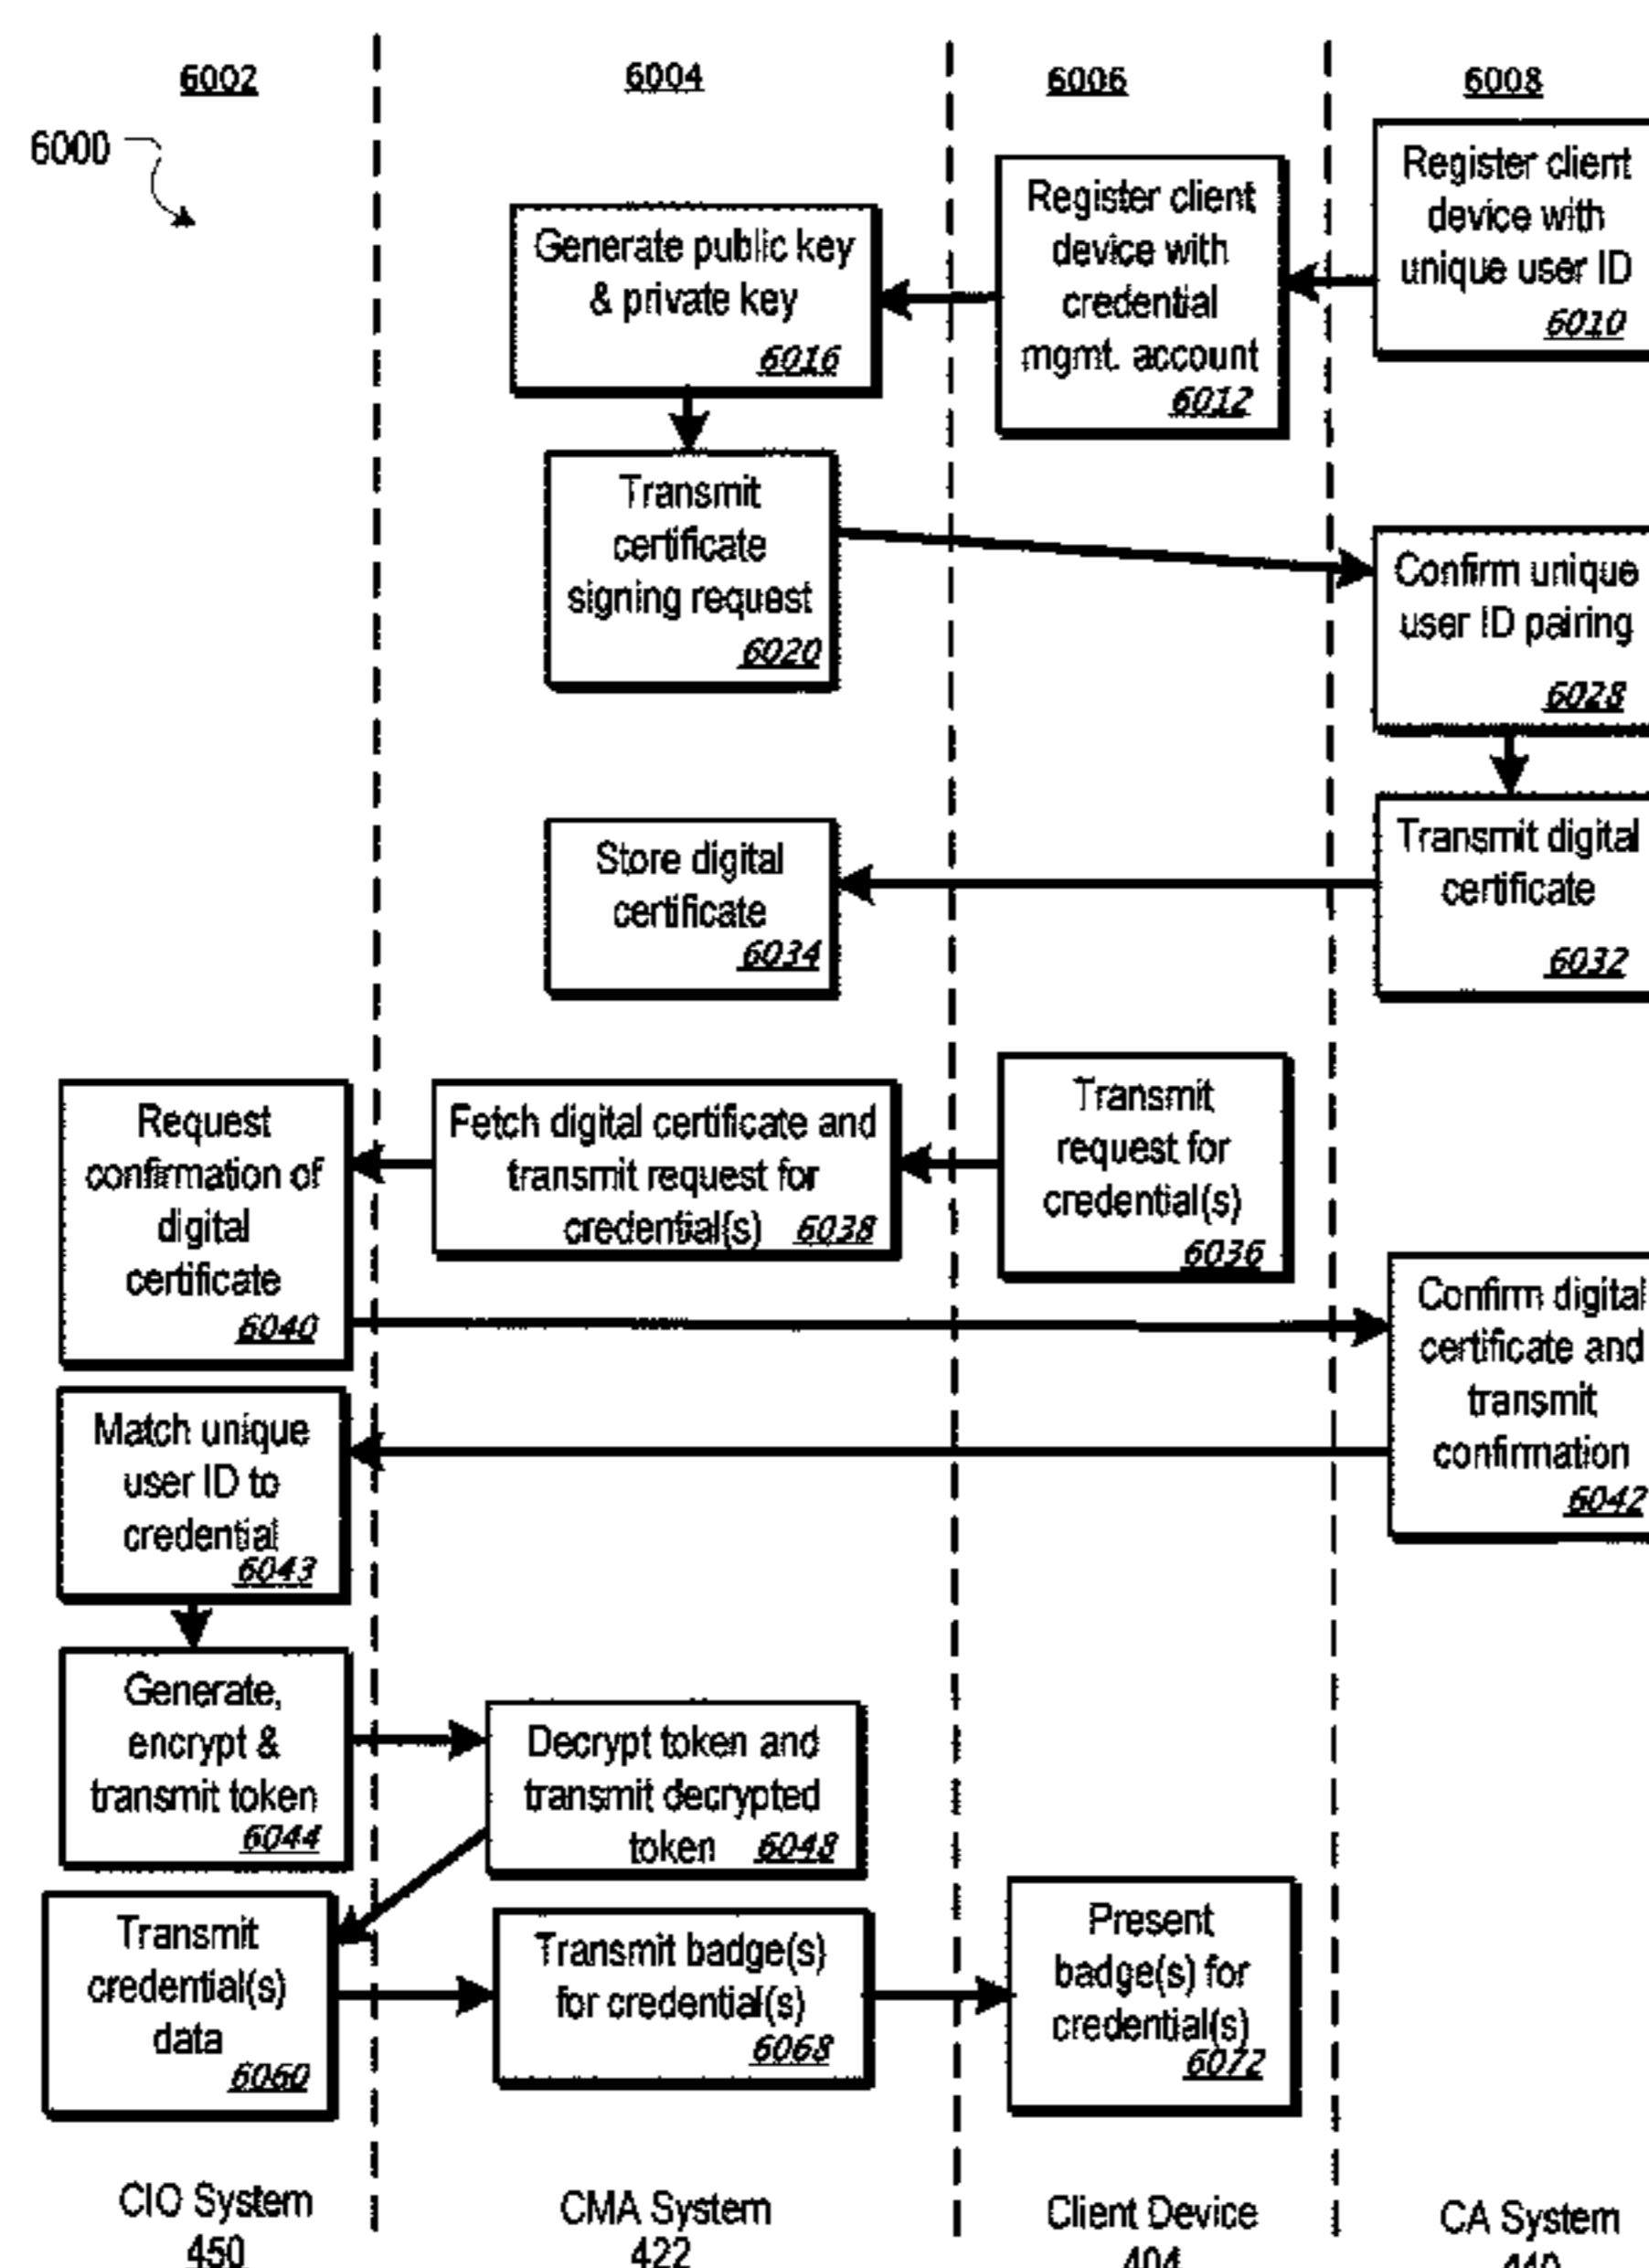 6002
6004
6006
6008
6000
Register client
device with
unique user ID
6010
Register client
device with
credential
mgmt. account
6012
Generate public key
& private key
6016
Transmit
certificate
signing request
6020
Confirm unique
user ID pairing
6028
Transmit digital
certificate
6032
Store digital
certificate
6034
Transmit
request for
credential(s)
6036
Fetch digital certificate and
transmit request for
credential(s) 6038
Request
confirmation of
digital
certificate
6040
Confirm digital
certificate and
transmit
confirmation
6042
Match unique
user ID to
credential
6043
Generate,
encrypt &
transmit token
6044
Decrypt token and
transmit decrypted
token 6048
Transmit
credential(s)
data
6060
Transmit badge(s)
for credential(s)
6068
Present
badge(s) for
credential(s)
6072
CIO System
450
CMA System
422
Client Device
404
CA System